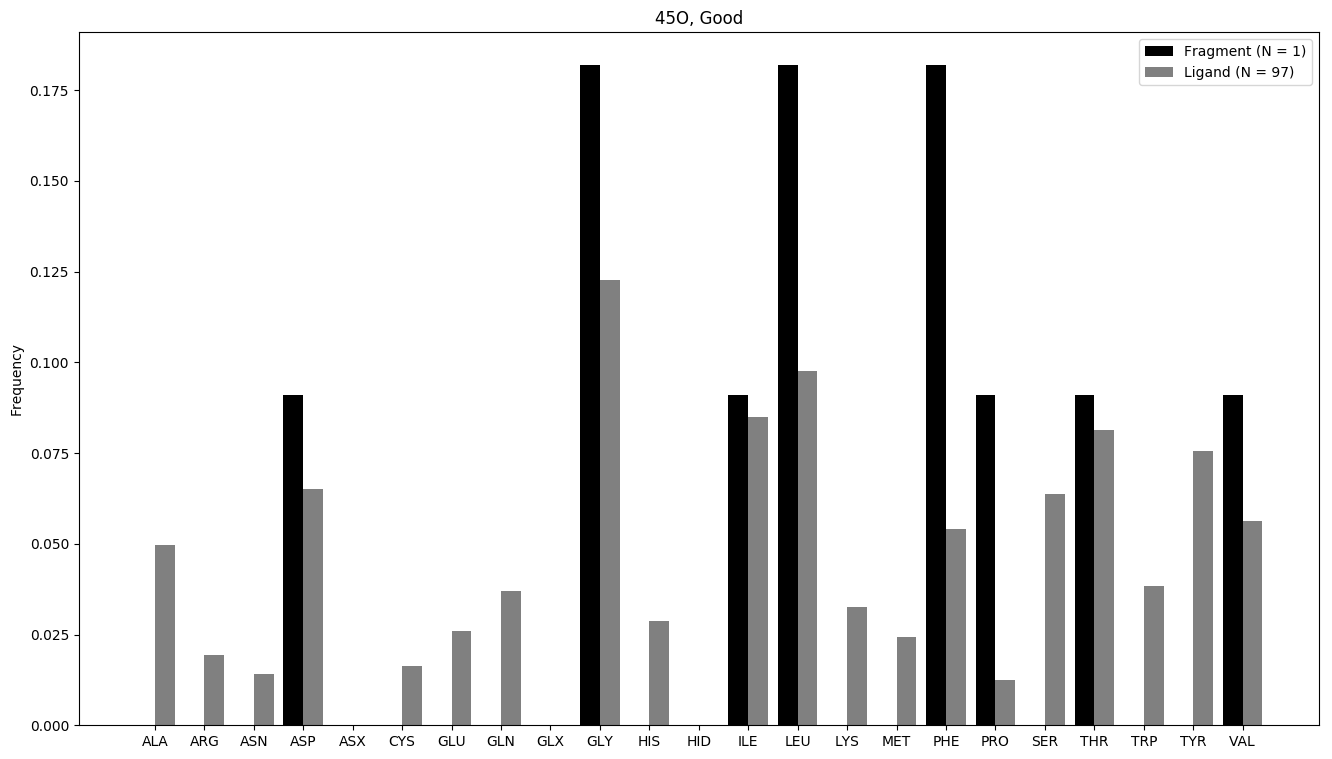 45O, Good
Fragment (N = 1)
Ligand (N = 97)
Frequency
0.175
0.150
0.125
0.100
0.075
0.050
0.025
0.000
ALA ARG ASN ASP ASX CYS GLU GLN GLX GLY HIS HID ILE LEU LYS MET PHE PRO SER THR TRP TYR VAL